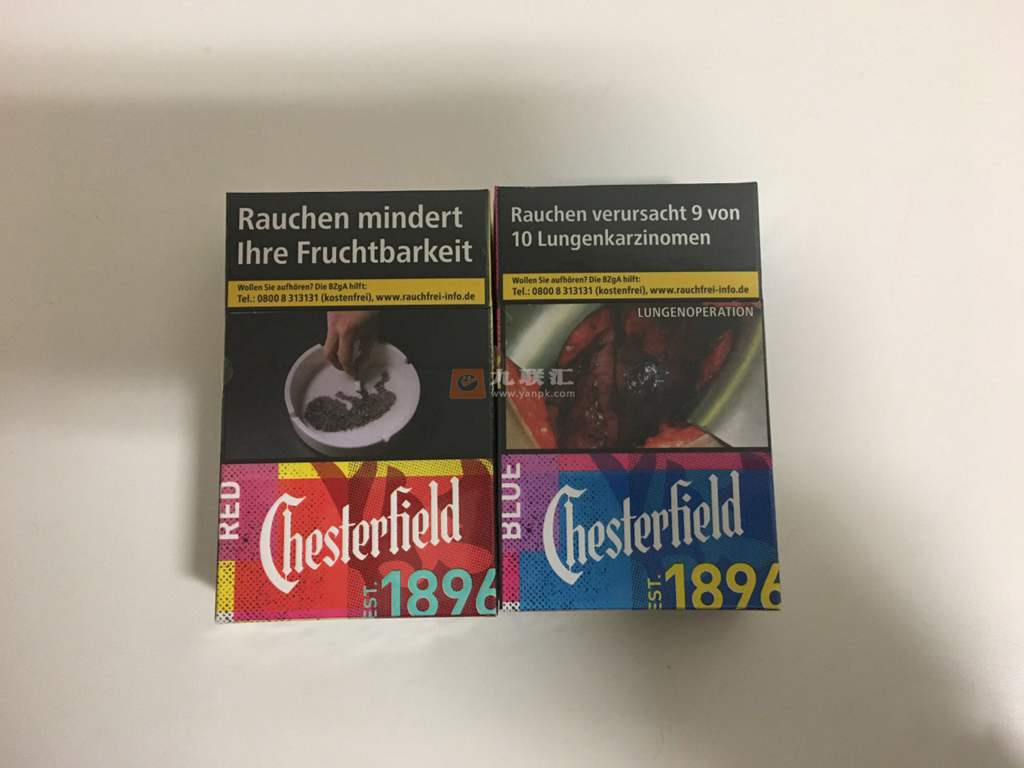 Rauchen mindert
Ihre Fruchtbarkeit
Wollen Sie aufhören? Die BZgA hilft:
Tel.: 0800 8 313131 (kostenfrei), www.rauchfrei-info.de
RED
Chesterfield
EST. 1896
Rauchen verursacht 9 von
10 Lungenkarzinomen
Wollen Sie aufhören? Die BZgA hilft:
Tel.: 0800 8 313131 (kostenfrei), www.rauchfrei-info.de
LUNGENOPERATION
BLUE
Chesterfield
EST. 1896
九联汇
www.yanpk.com